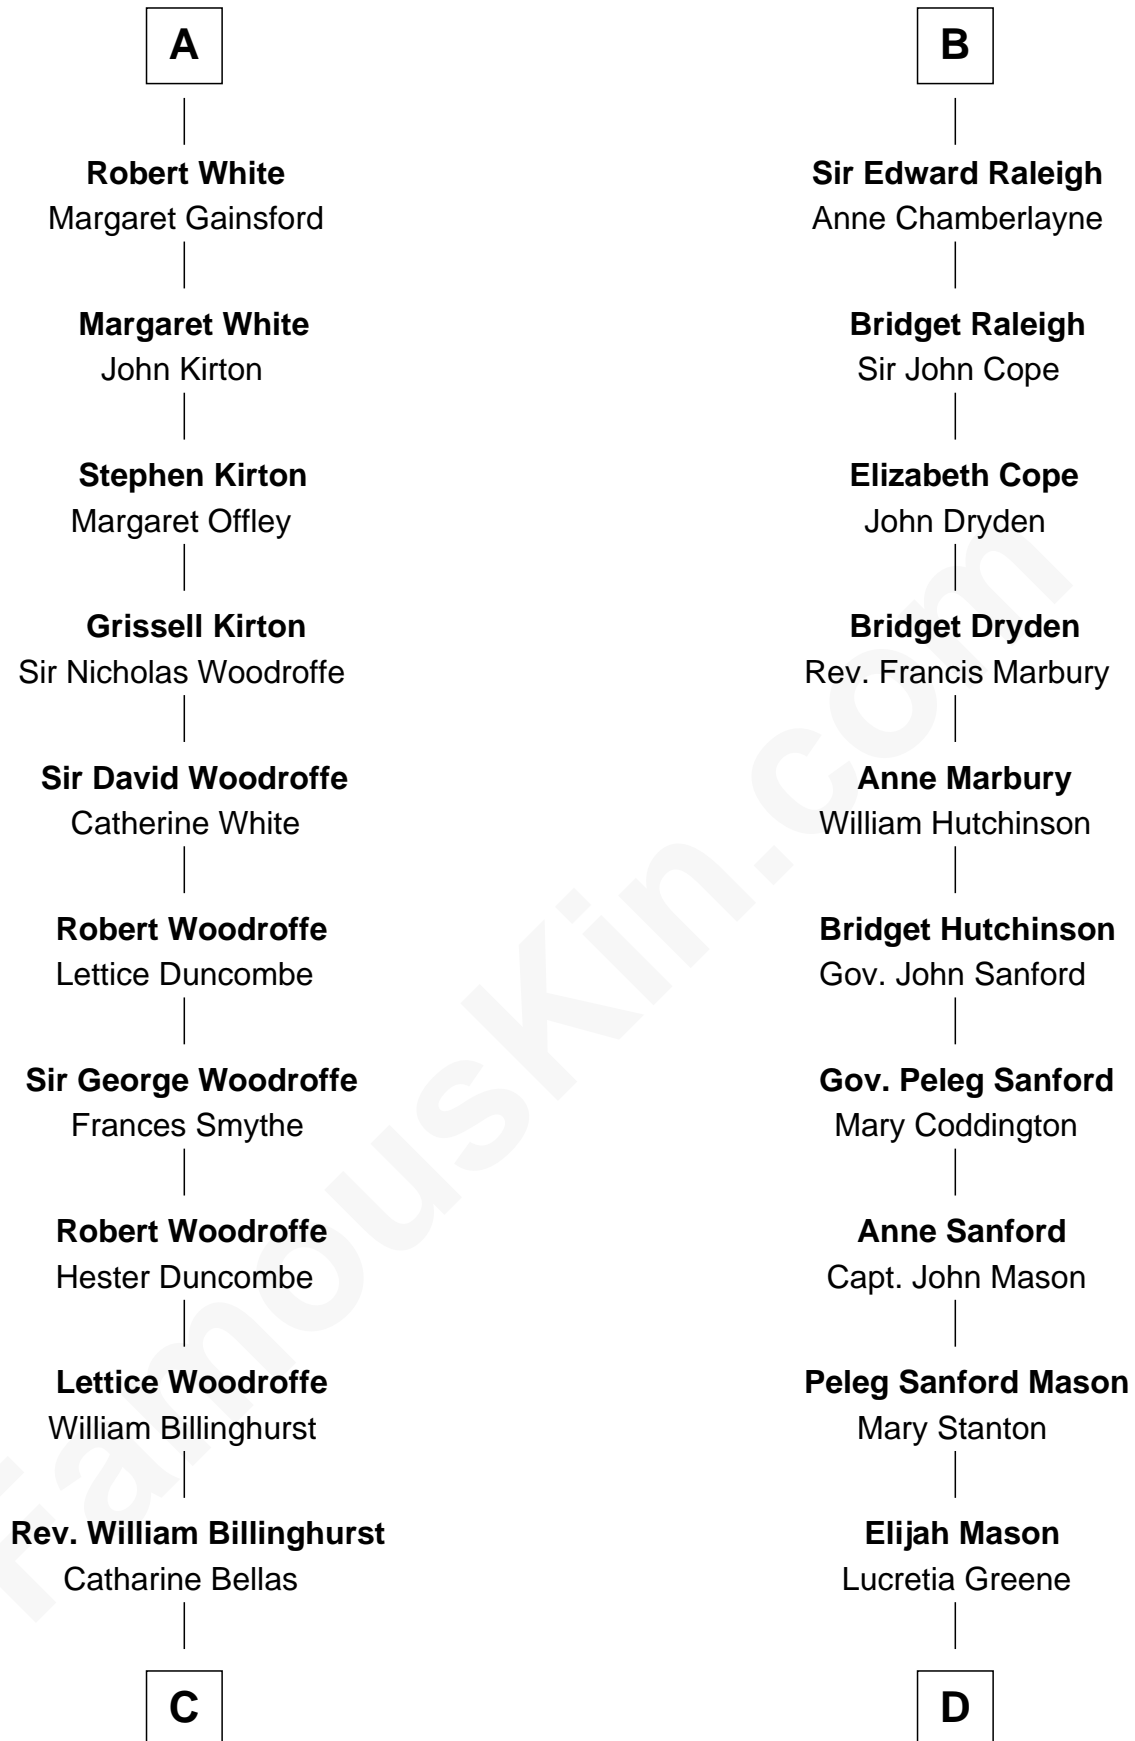 A
Robert White
Margaret Gainsford
Margaret White
John Kirton
Stephen Kirton
Margaret Offley
Grissell Kirton
Sir Nicholas Woodroffe
Sir David Woodroffe
Catherine White
Robert Woodroffe
Lettice Duncombe
Sir George Woodroffe
Frances Smythe
Robert Woodroffe
Hester Duncombe
Lettice Woodroffe
William Billinghurst
Rev. William Billinghurst
Catharine Bellas
C
B
Sir Edward Raleigh
Anne Chamberlayne
Bridget Raleigh
Sir John Cope
Elizabeth Cope
John Dryden
Bridget Dryden
Rev. Francis Marbury
Anne Marbury
William Hutchinson
Bridget Hutchinson
Gov. John Sanford
Gov. Peleg Sanford
Mary Coddington
Anne Sanford
Capt. John Mason
Peleg Sanford Mason
Mary Stanton
Elijah Mason
Lucretia Greene
D
FamousKin.com